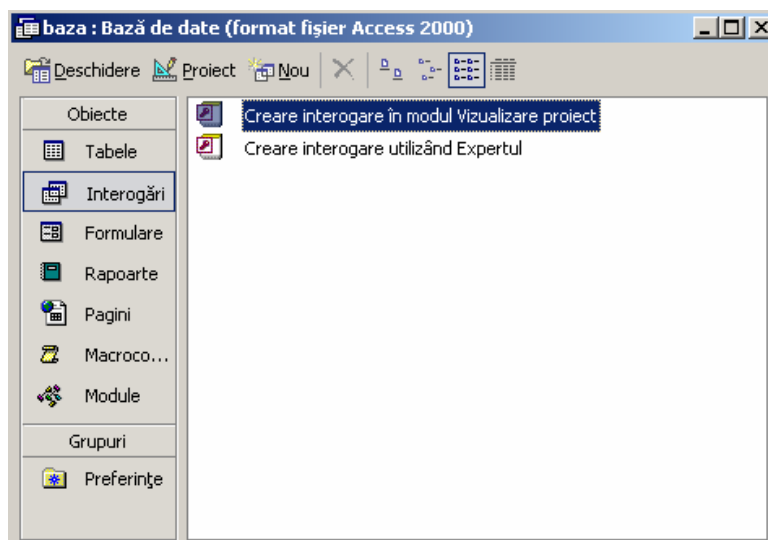 baza : Bază de date (format fişier Access 2000)
Deschidere Proiect Nou
Obiecte
Tabele
Interogări
Formulare
Rapoarte
Pagini
Macroco...
Module
Grupuri
Preferinţe
Creare interogare în modul Vizualizare proiect
Creare interogare utilizând Expertul